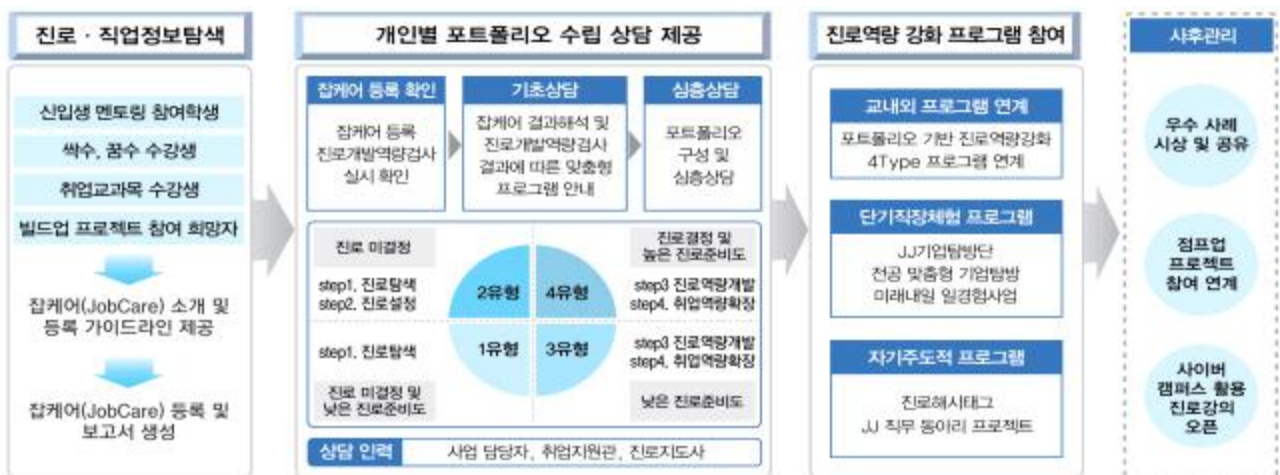 진로 · 직업정보탐색
신입생 멘토링 참여학생
싹수, 꿈수 수강생
취업교과목 수강생
빌드업 프로젝트 참여 희망자
잡케어(JobCare) 소개 및
등록 가이드라인 제공
잡케어(JobCare) 등록 및
보고서 생성
개인별 포트폴리오 수립 상담 제공
잡케어 등록 확인
잡케어 등록
진로개발역량검사
실시 확인
기초상담
잡케어 결과해석 및
진로개발역량검사
결과에 따른 맞춤형
프로그램 안내
심층상담
포트폴리오
구성 및
심층상담
진로 미결정
step1. 진로탐색
step2. 진로설정
2유형
4유형
진로결정 및
높은 진로준비도
step3 진로역량개발
step4. 취업역량확장
step1. 진로탐색
진로 미결정 및
낮은 진로준비도
1유형
3유형
step3 진로역량개발
step4. 취업역량확장
낮은 진로준비도
상담 인력
사업 담당자, 취업지원관, 진로지도사
진로역량 강화 프로그램 참여
교내외 프로그램 연계
포트폴리오 기반 진로역량강화
4Type 프로그램 연계
단기직장체험 프로그램
JJ기업탐방단
전공 맞춤형 기업탐방
미래내일 일경험사업
자기주도적 프로그램
진로해시태그
JJ 직무 동아리 프로젝트
사후관리
우수 사례
시상 및 공유
점프업
프로젝트
참여 연계
사이버
캠퍼스 활용
진로강의
오픈